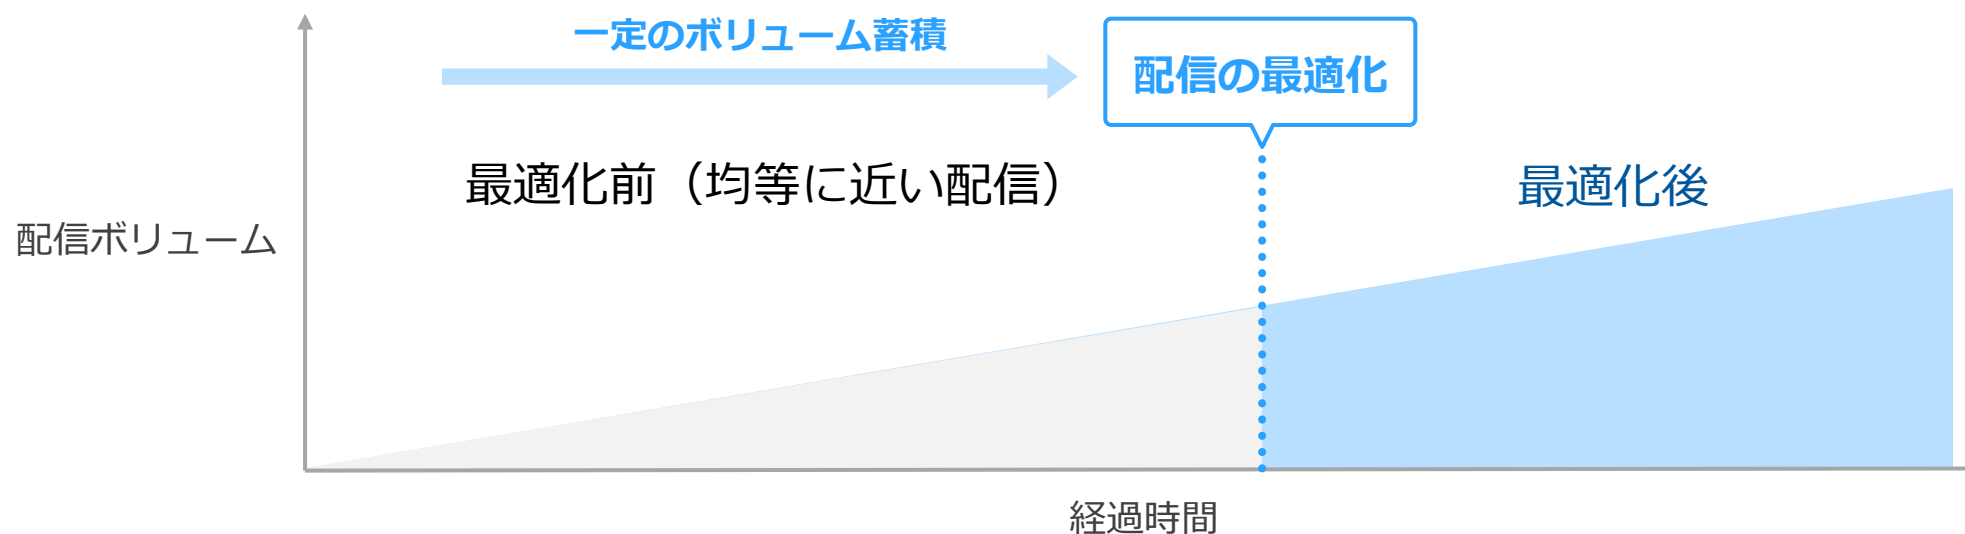 一定のボリューム蓄積
配信の最適化
最適化前（均等に近い配信）
最適化後
配信ボリューム
経過時間